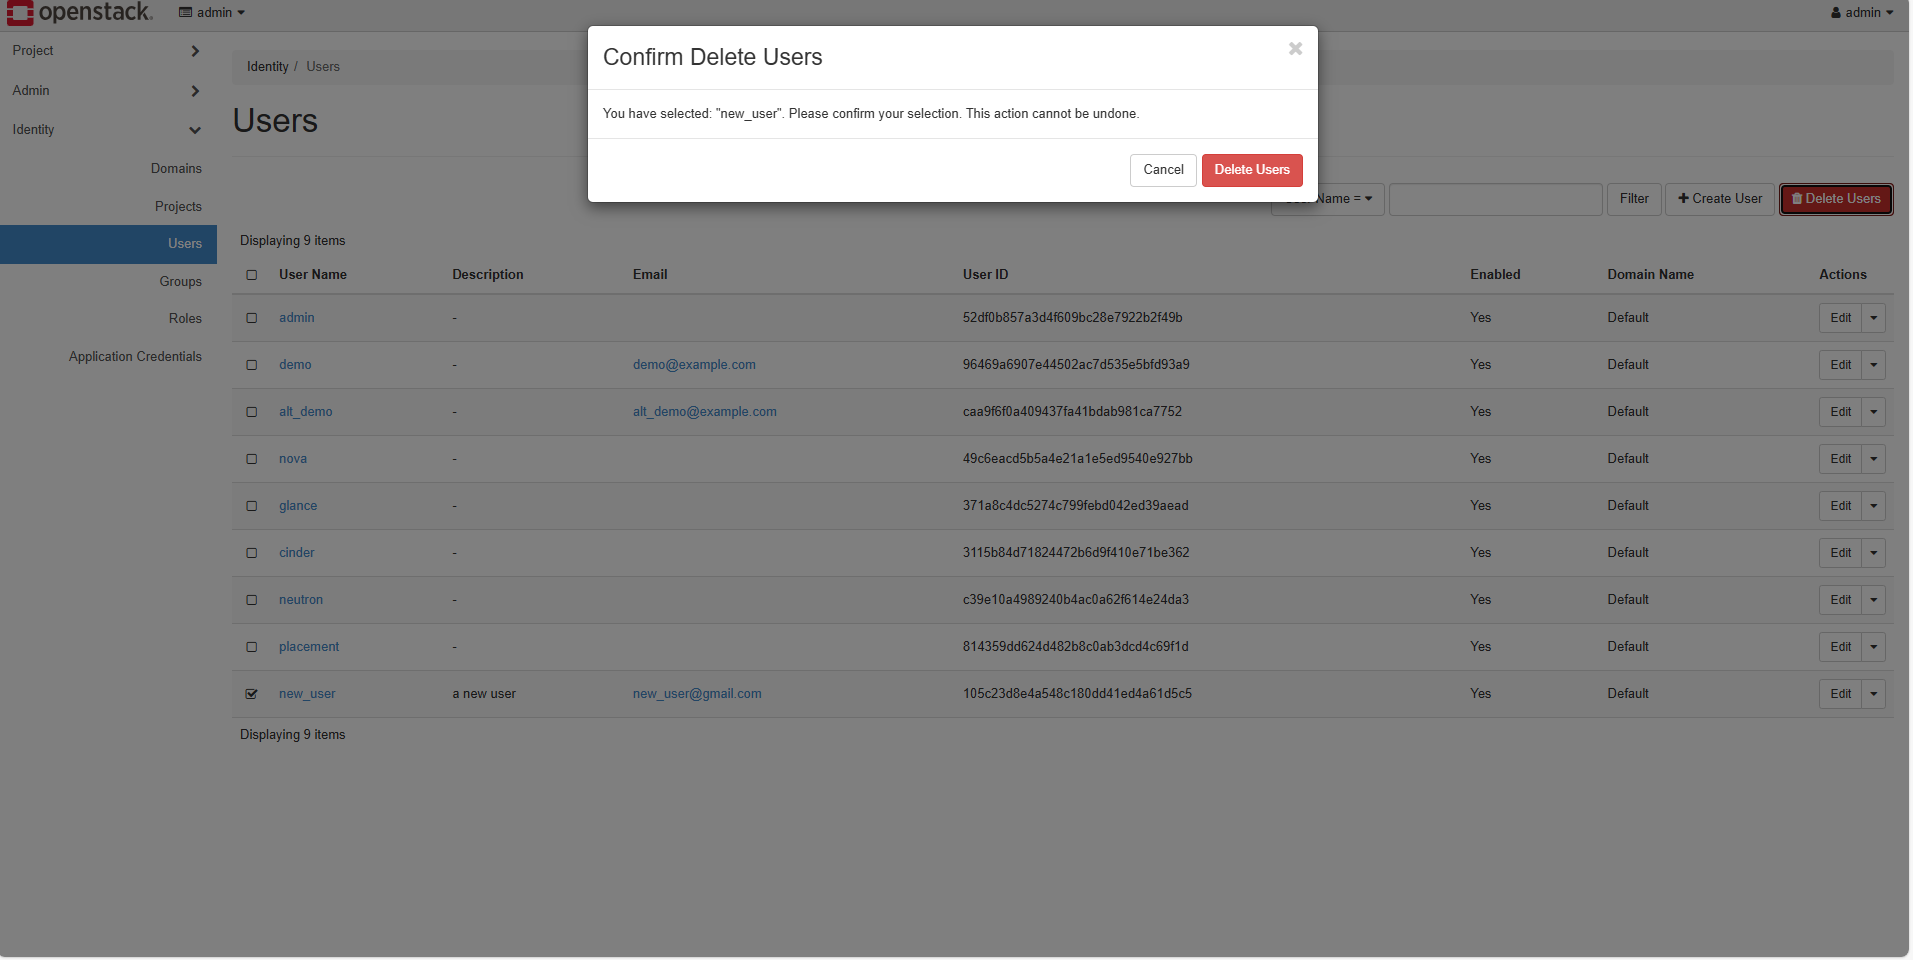 openstack. admin admin
Confirm Delete Users
You have selected: "new_user". Please confirm your selection. This action cannot be undone.
Cancel Delete Users
Project
Admin
Identity
Domains
Projects
Users
Groups
Roles
Application Credentials
Identity / Users
Users
Name = Filter Create User Delete Users
Displaying 9 items
User Name Description Email User ID Enabled Domain Name Actions
admin - 52df0b857a3d4f609bc28e7922b2f49b Yes Default Edit
demo - demo@example.com 96469a6907e44502ac7d535e5bfd93a9 Yes Default Edit
alt_demo - alt_demo@example.com caa9f6f0a409437fa41bdab981ca7752 Yes Default Edit
nova - 49c6eacd5b5a4e21a1e5ed9540e927bb Yes Default Edit
glance - 371a8c4dc5274c799febd042ed39aead Yes Default Edit
cinder - 3115b84d71824472b6d9f410e71be362 Yes Default Edit
neutron - c39e10a4989240b4ac0a62f614e24da3 Yes Default Edit
placement - 814359dd624d482b8c0ab3dcd4c69f1d Yes Default Edit
new_user a new user new_user@gmail.com 105c23d8e4a548c180dd41ed4a61d5c5 Yes Default Edit
Displaying 9 items